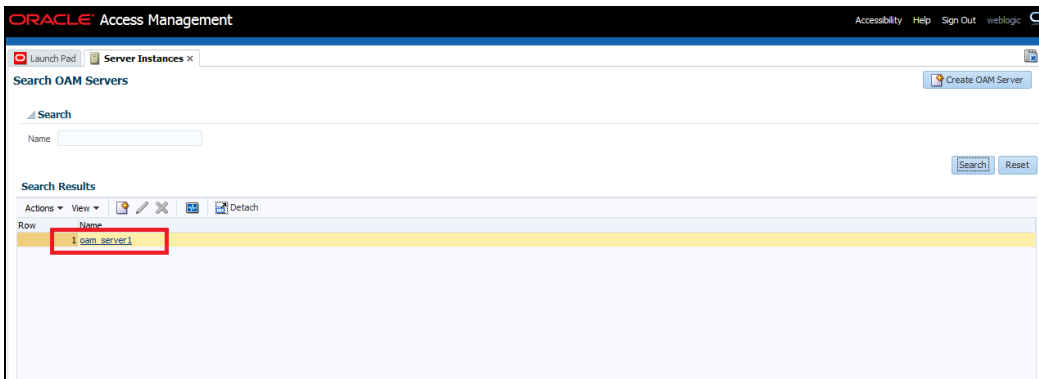 ORACLE® Access Management Accessibility Help Sign Out weblogic
Launch Pad Server Instances ×
Search OAM Servers Create OAM Server
Search
Name
Search Reset
Search Results
Actions View Detach
Row Name
1 oam_server1